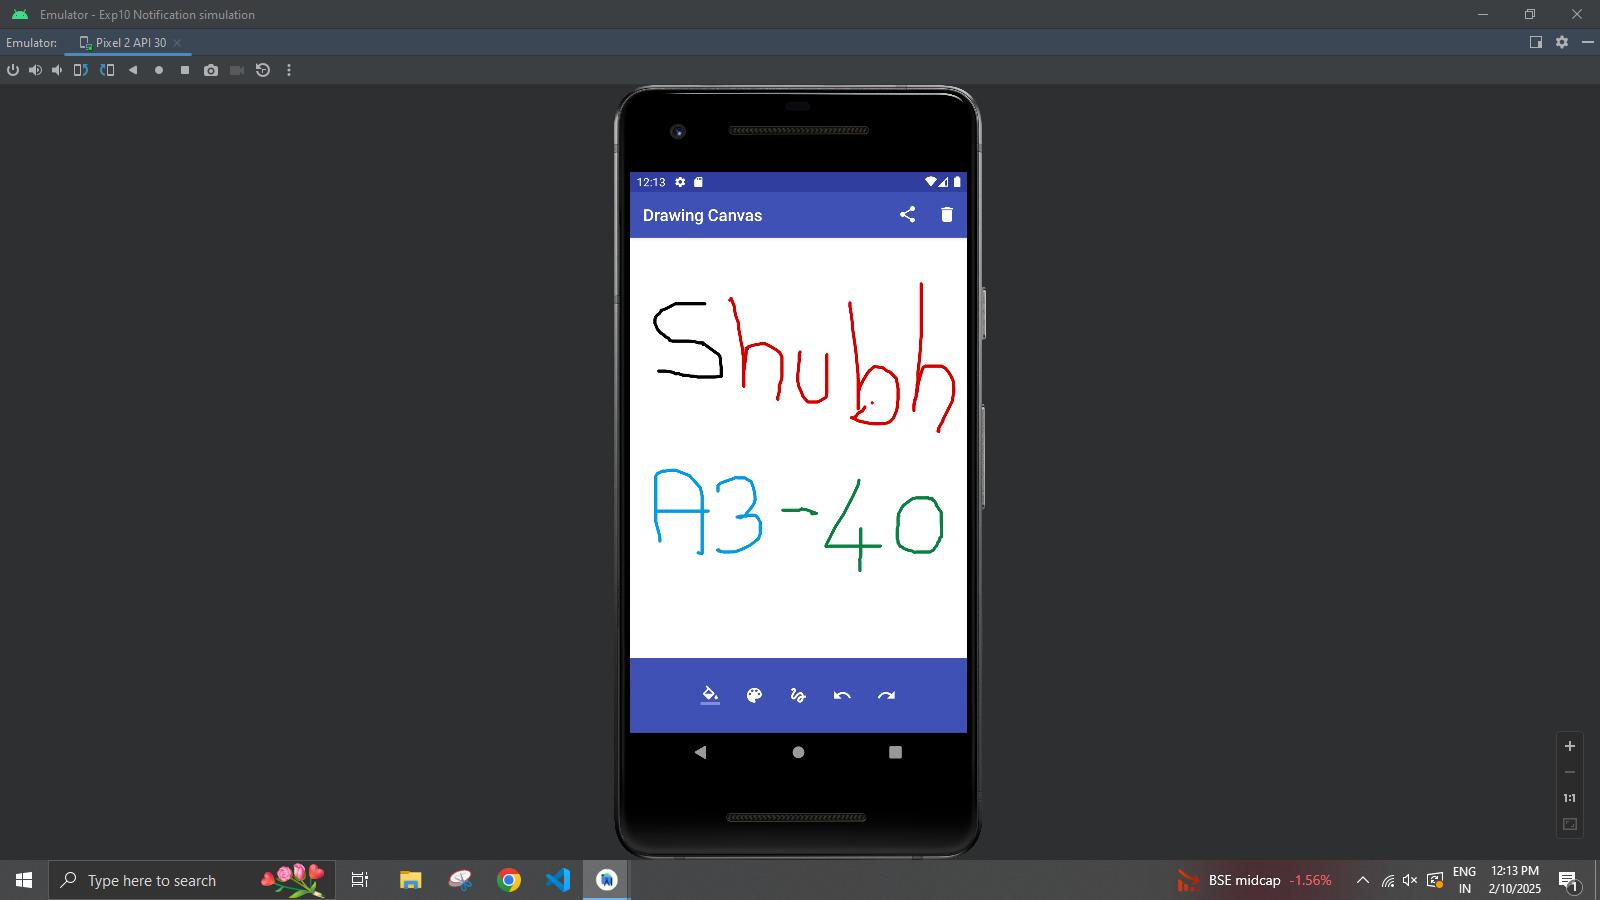 Emulator - Exp10 Notification simulation
Emulator: Pixel 2 API 30
12:13
Drawing Canvas
Shubh
A3-40
1:1
Type here to search
BSE midcap -1.56%
ENG
IN
12:13 PM
2/10/2025
1